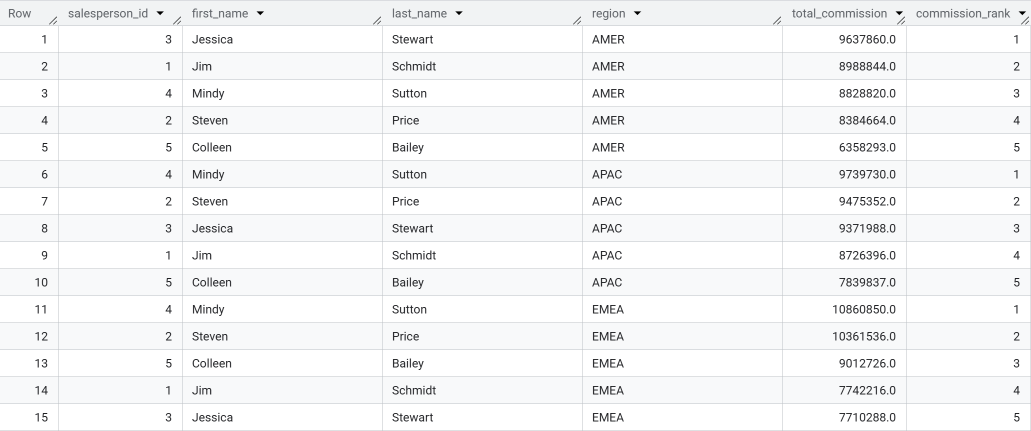 Row salesperson_id first_name last_name region total_commission commission_rank
1 3 Jessica Stewart AMER 9637860.0 1
2 1 Jim Schmidt AMER 8988844.0 2
3 4 Mindy Sutton AMER 8828820.0 3
4 2 Steven Price AMER 8384664.0 4
5 5 Colleen Bailey AMER 6358293.0 5
6 4 Mindy Sutton APAC 9739730.0 1
7 2 Steven Price APAC 9475352.0 2
8 3 Jessica Stewart APAC 9371988.0 3
9 1 Jim Schmidt APAC 8726396.0 4
10 5 Colleen Bailey APAC 7839837.0 5
11 4 Mindy Sutton EMEA 10860850.0 1
12 2 Steven Price EMEA 10361536.0 2
13 5 Colleen Bailey EMEA 9012726.0 3
14 1 Jim Schmidt EMEA 7742216.0 4
15 3 Jessica Stewart EMEA 7710288.0 5